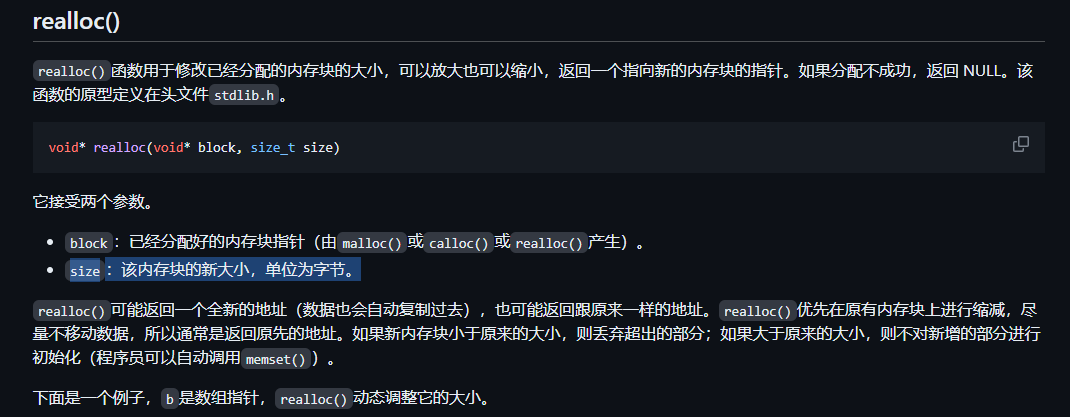 realloc()
realloc()函数用于修改已经分配的内存块的大小，可以放大也可以缩小，返回一个指向新的内存块的指针。如果分配不成功，返回 NULL。该
函数的原型定义在头文件stdlib.h。
void* realloc(void* block, size_t size)
它接受两个参数。
block：已经分配好的内存块指针（由malloc()或calloc()或realloc()产生）。
size：该内存块的新大小，单位为字节。
realloc()可能返回一个全新的地址（数据也会自动复制过去），也可能返回跟原来一样的地址。realloc()优先在原有内存块上进行缩减，尽
量不移动数据，所以通常是返回原先的地址。如果新内存块小于原来的大小，则丢弃超出的部分；如果大于原来的大小，则不对新增的部分进行
初始化（程序员可以自动调用memset()）。
下面是一个例子，b是数组指针，realloc()动态调整它的大小。